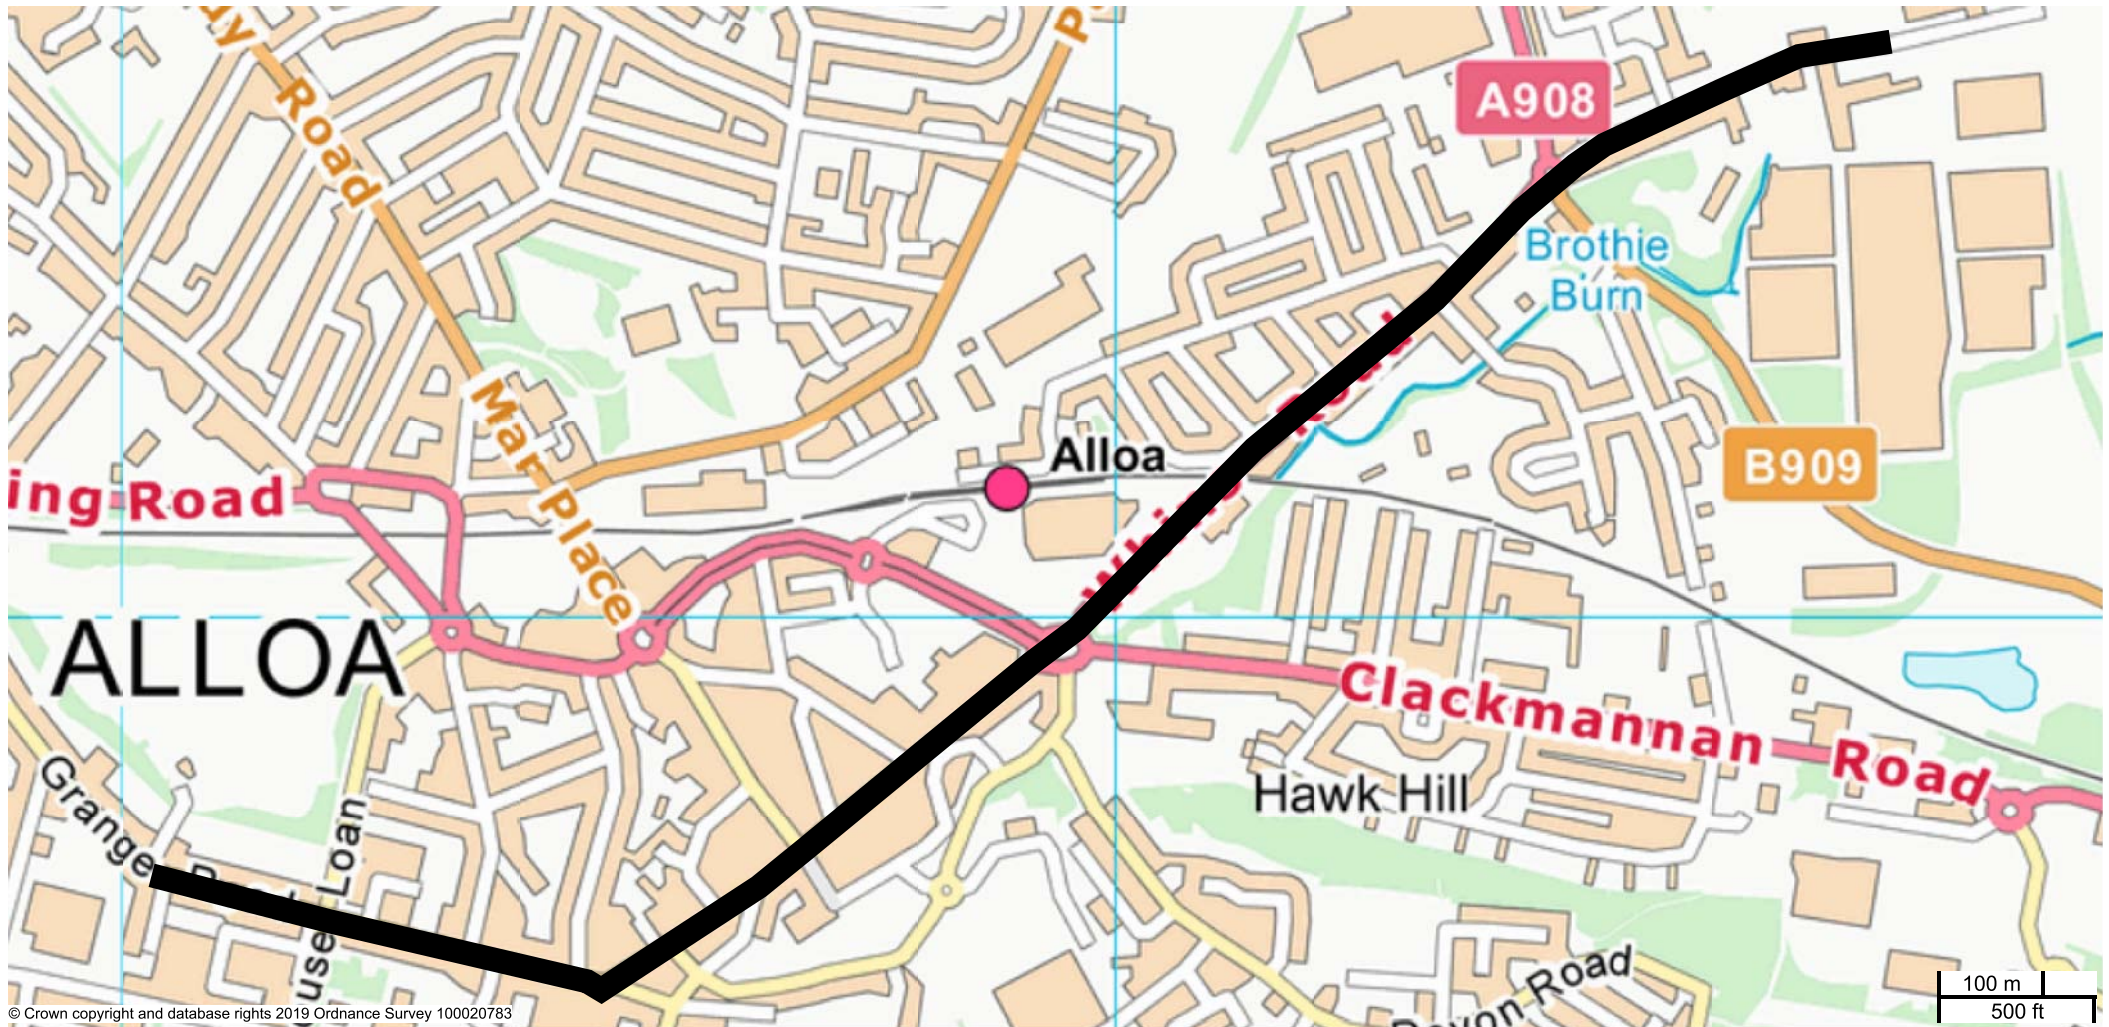 Road
A908
Brothie
Burn
Mar Place
Alloa
B909
ing Road
ALLOA
Clackmannan Road
Hawk Hill
Grange
Loan
Devon Road
100 m
500 ft
© Crown copyright and database rights 2019 Ordnance Survey 100020783